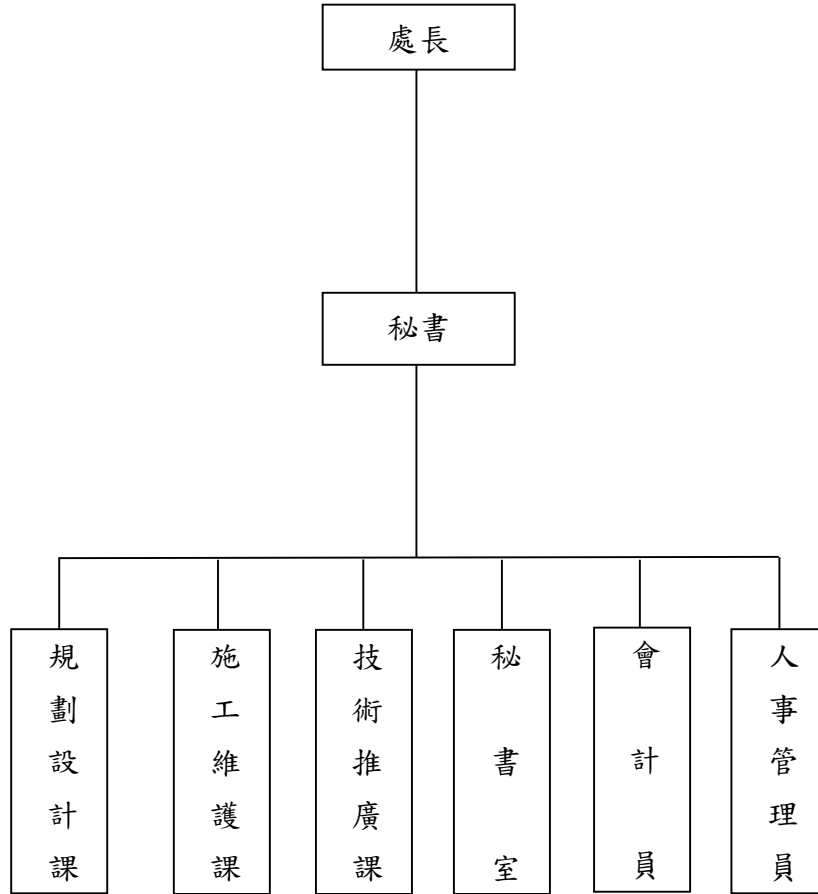 處長
秘書
規劃設計課
施工維護課
技術推廣課
秘書室
會計員
人事管理員